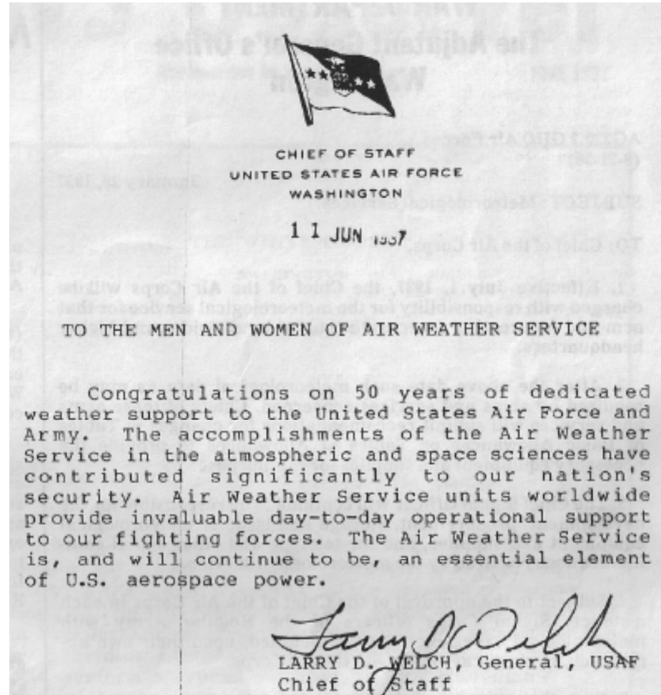 CHIEF OF STAFF
UNITED STATES AIR FORCE
WASHINGTON
11 JUN
TO THE MEN AND WOMEN OF AIR WEATHER SERVICE
Congratulations on 50 years of dedicated
weather support to the United States Air Force and
Army. The accomplishments of the Air Weather
Service in the atmospheric and space sciences have
contributed significantly to our nation's
security. Air Weather Service units worldwide
provide invaluable day-to-day operational support
to our fighting forces. The Air Weather Service
is, and will continue to be, an essential element
of U.S. aerospace power.
Larry D Welch
LARRY D. WELCH, General, USAF
Chief of Staff